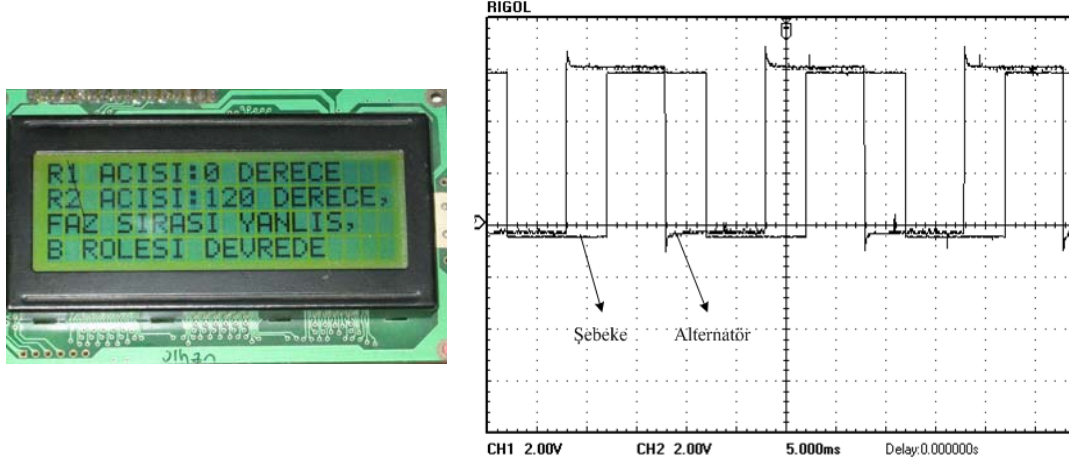 R1 ACISI:0 DERECE
R2 ACISI:120 DERECE,
FAZ SIRASI YANLIS,
B ROLESI DEVREDE
RIGOL
Şebeke
Alternatör
CH1 2.00V
CH2 2.00V
5.000ms
Delay:0.000000s